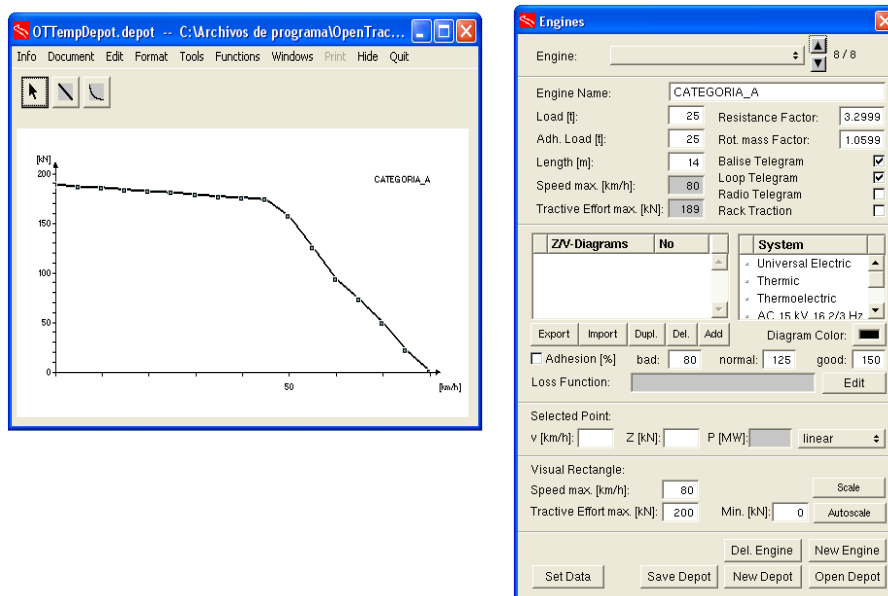 OTTempDepot.depot -- C:\Archivos de programa\OpenTrac...
Info Document Edit Format Tools Functions Windows Print Hide Quit
[kN]
200
CATEGORIA_A
150
100
50
0
50
[km/h]
Engines
Engine: 8 / 8
Engine Name: CATEGORIA_A
Load [t]: 25 Resistance Factor: 3.2999
Adh. Load [t]: 25 Rot. mass Factor: 1.0599
Length [m]: 14 Balise Telegram
Speed max. [km/h]: 80 Loop Telegram
Radio Telegram
Tractive Effort max. [kN]: 189 Rack Traction
Z/V-Diagrams No System
Universal Electric
Thermic
Thermoelectric
AC 15 kV 16 2/3 Hz
Export Import Dupl. Del. Add Diagram Color:
Adhesion [%] bad: 80 normal: 125 good: 150
Loss Function: Edit
Selected Point:
v [km/h]: Z [kN]: P [MW]: linear
Visual Rectangle:
Speed max. [km/h]: 80 Scale
Tractive Effort max. [kN]: 200 Min. [kN]: 0 Autoscale
Del. Engine New Engine
Set Data Save Depot New Depot Open Depot